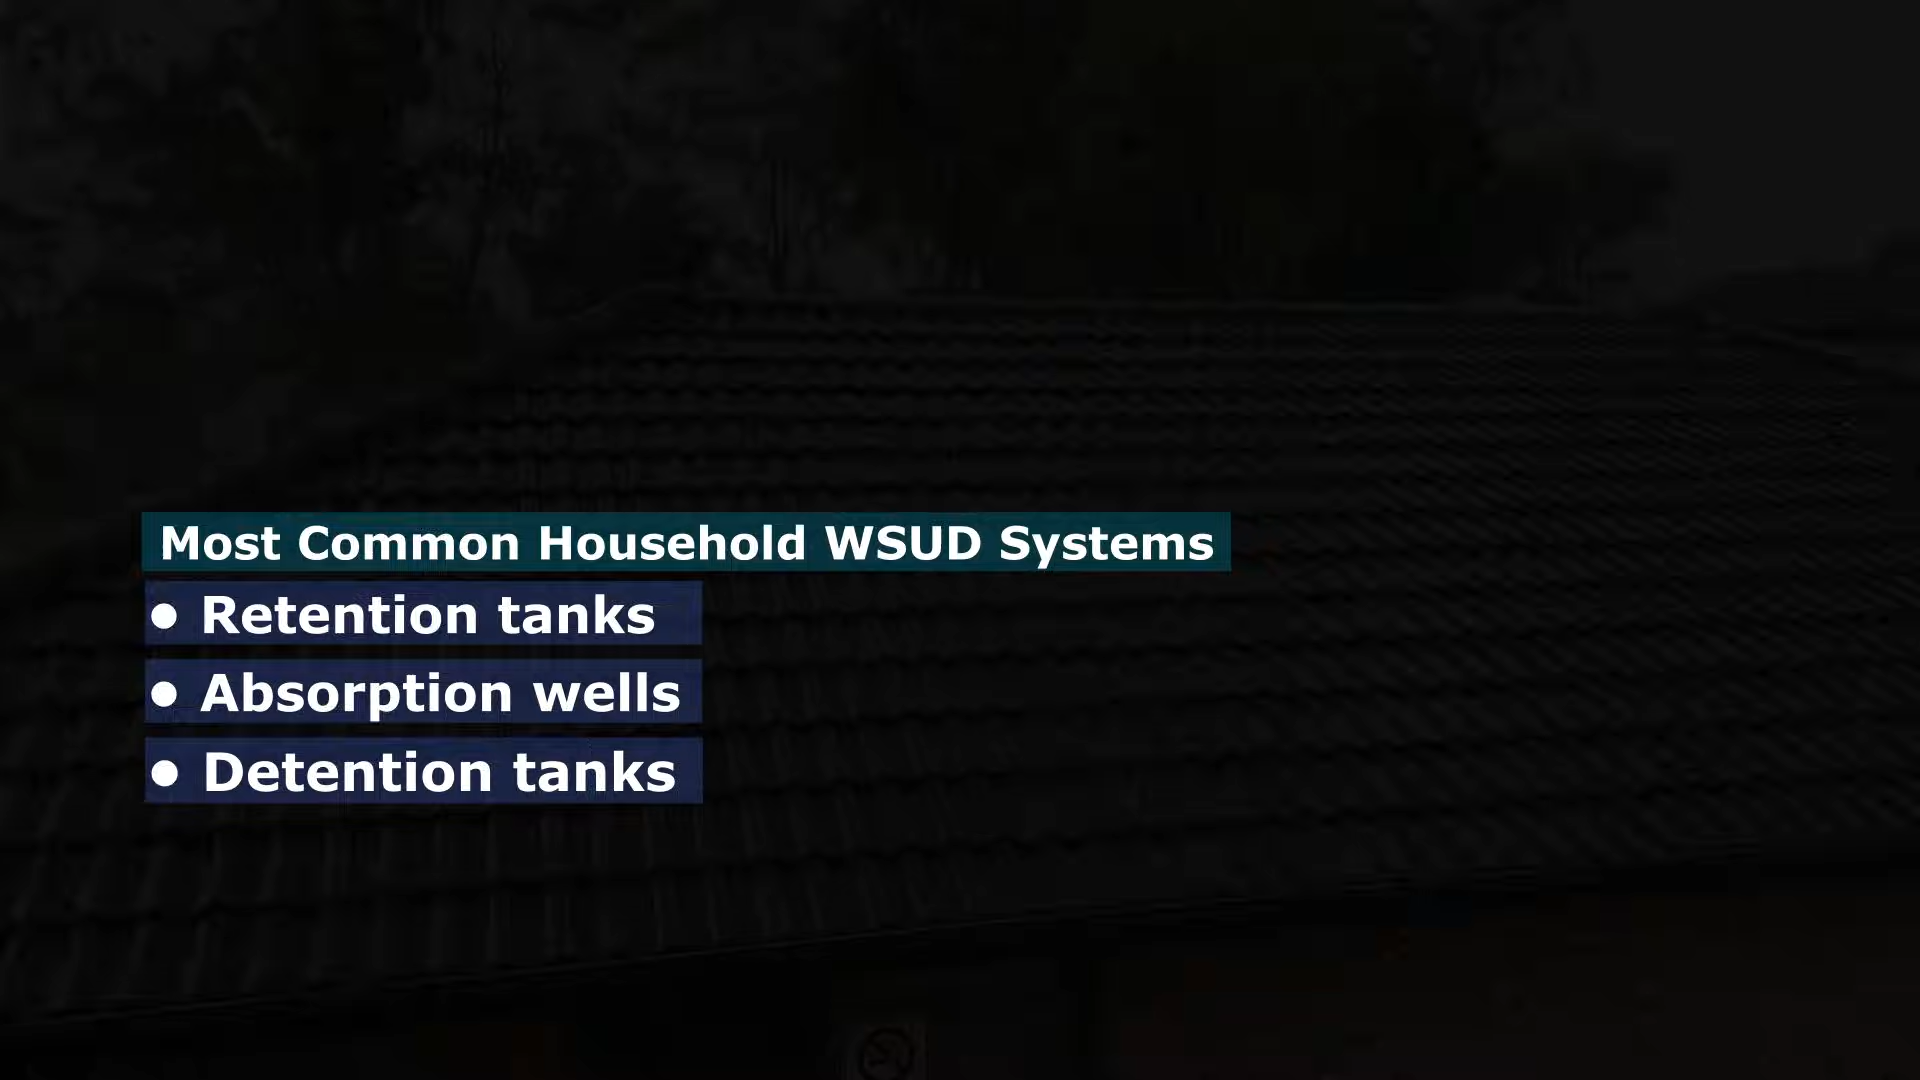 Most Common Household WSUD Systems
• Retention tanks
• Absorption wells
• Detention tanks